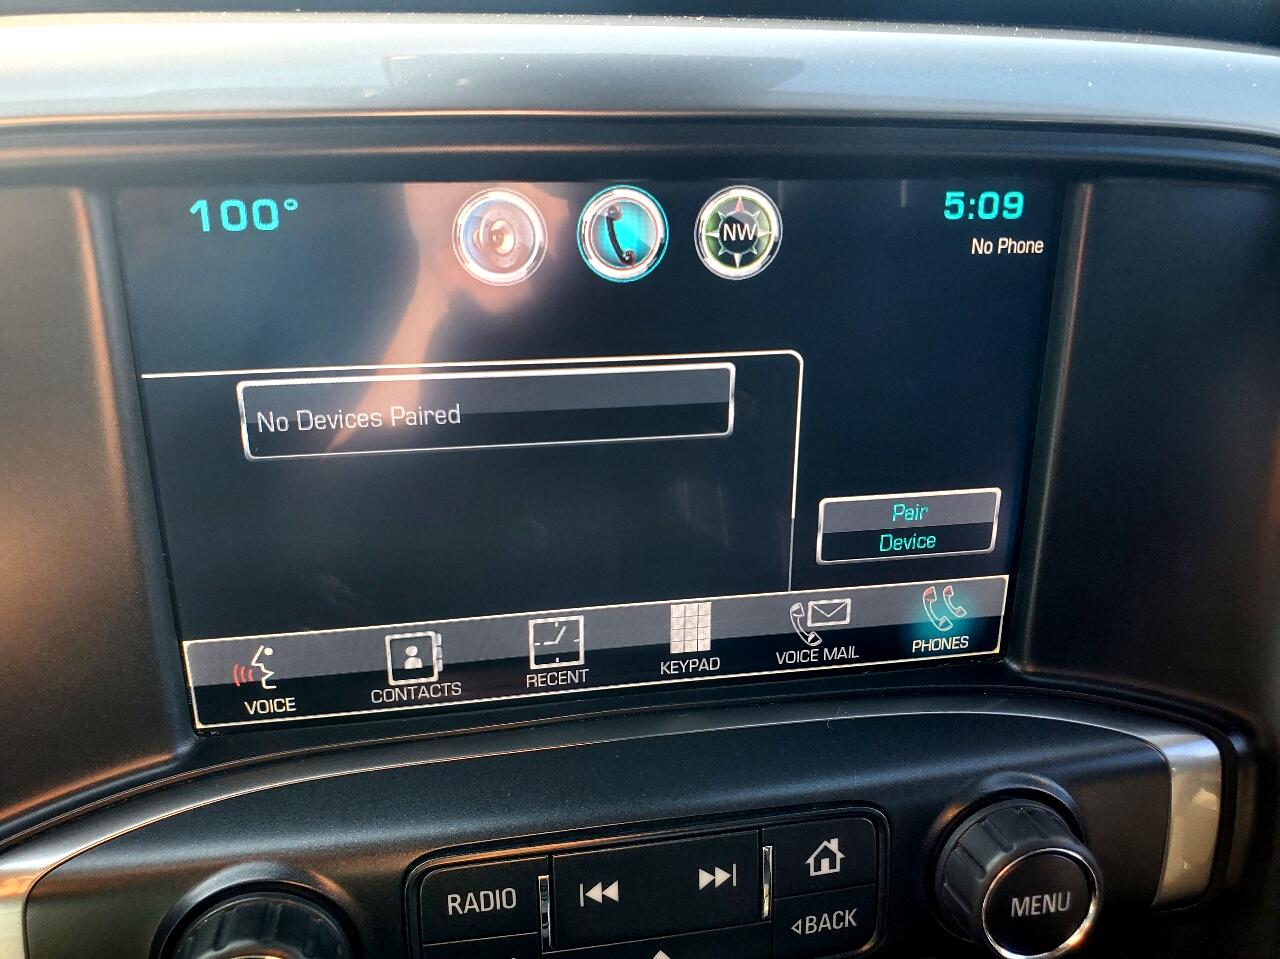 100°
NW
5:09
No Phone
No Devices Paired
Pair
Device
VOICE
CONTACTS
RECENT
KEYPAD
VOICE MAIL
PHONES
RADIO
BACK
MENU